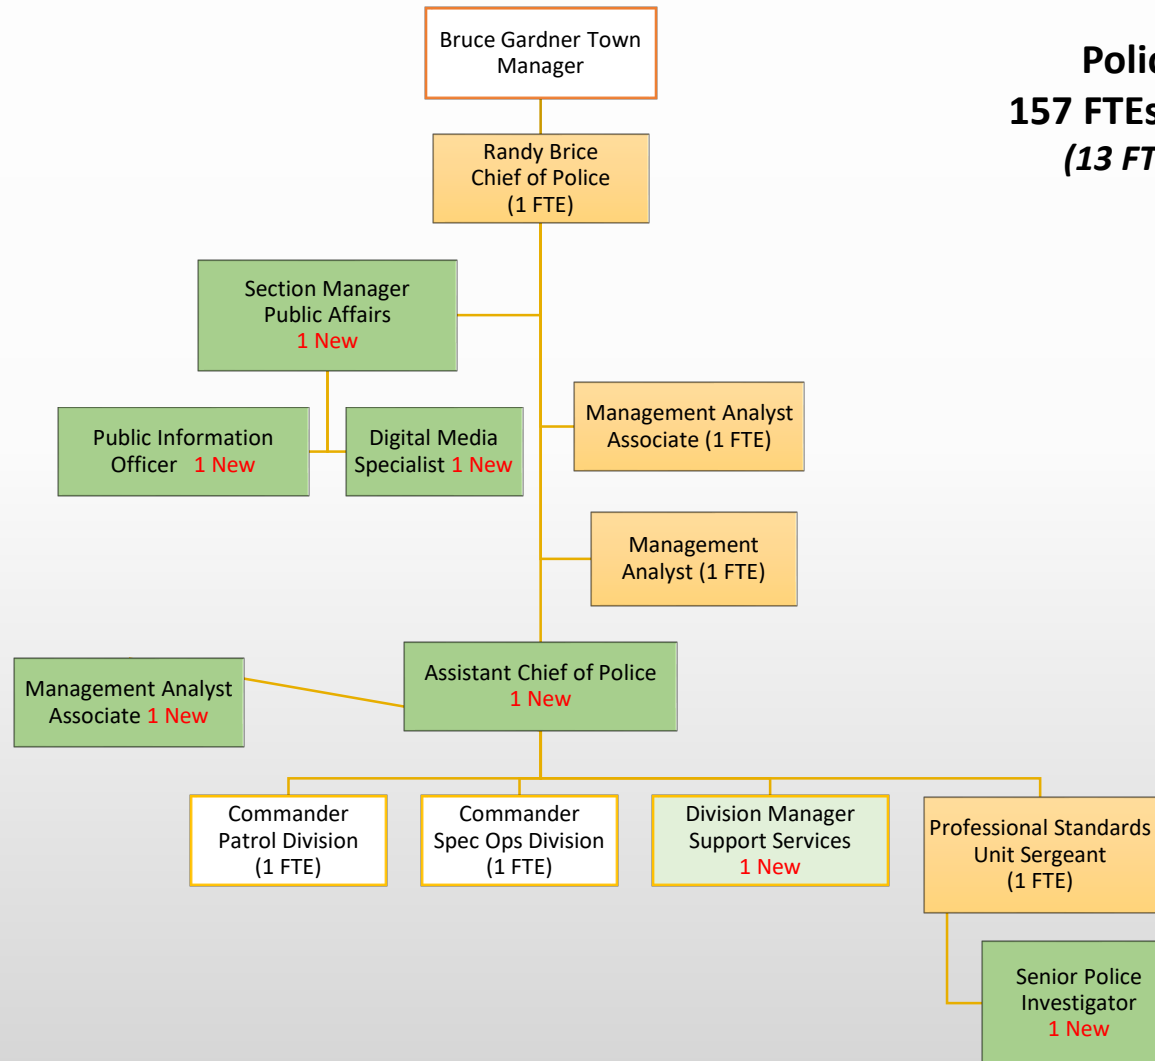 Bruce Gardner Town
Manager
157 FTEs
Randy Brice
Chief of Police
(1 FTE)
Section Manager
Public Affairs
1 New
Management Analyst
Associate (1 FTE)
Public Information
Officer 1 New
Digital Media
Specialist 1 New
Management
Analyst (1 FTE)
Assistant Chief of Police
1 New
Management Analyst
Associate 1 New
Commander
Patrol Division
(1 FTE)
Commander
Spec Ops Division
(1 FTE)
Division Manager
Support Services
1 New
Professional Standards
Unit Sergeant
(1 FTE)
Senior Police
Investigator
1 New